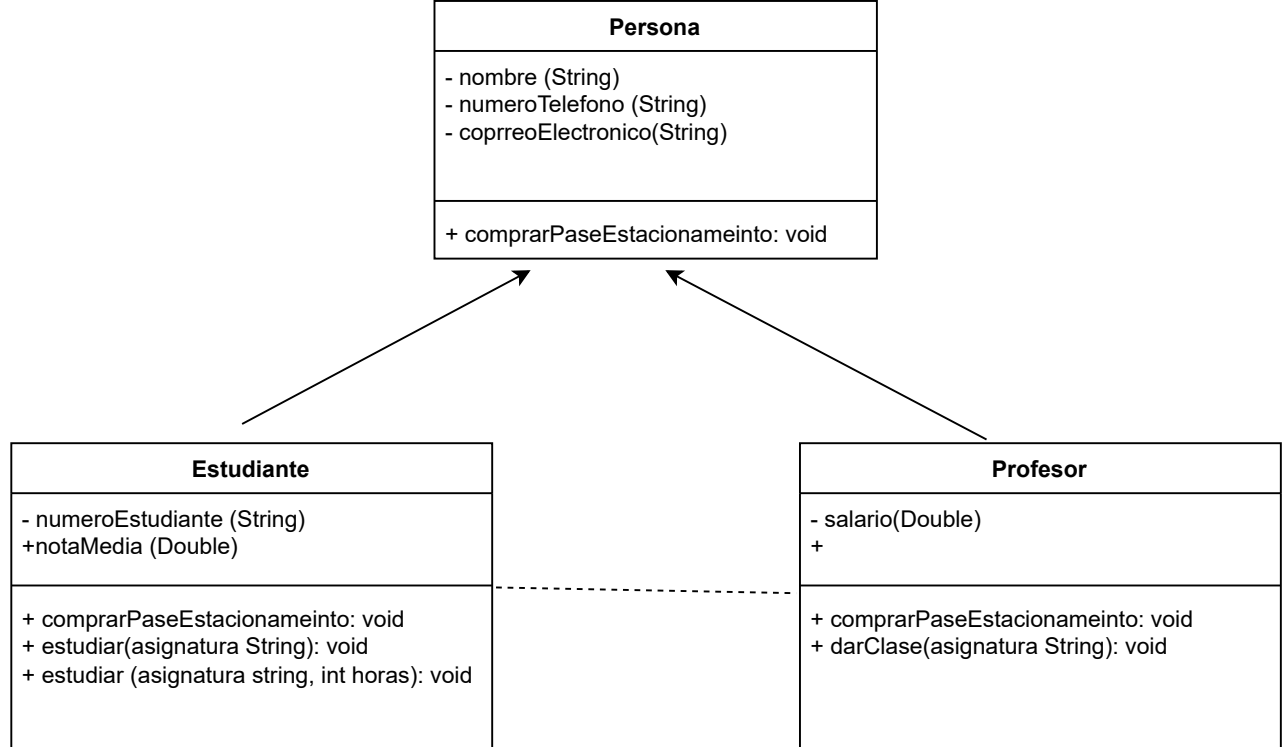 Persona
- nombre (String)
- numeroTelefono (String)
- coprreoElectronico(String)
+ comprarPaseEstacionameinto: void
Estudiante
- numeroEstudiante (String)
+notaMedia (Double)
+ comprarPaseEstacionameinto: void
+ estudiar(asignatura String): void
+ estudiar (asignatura string, int horas): void
Profesor
- salario(Double)
+
+ comprarPaseEstacionameinto: void
+ darClase(asignatura String): void